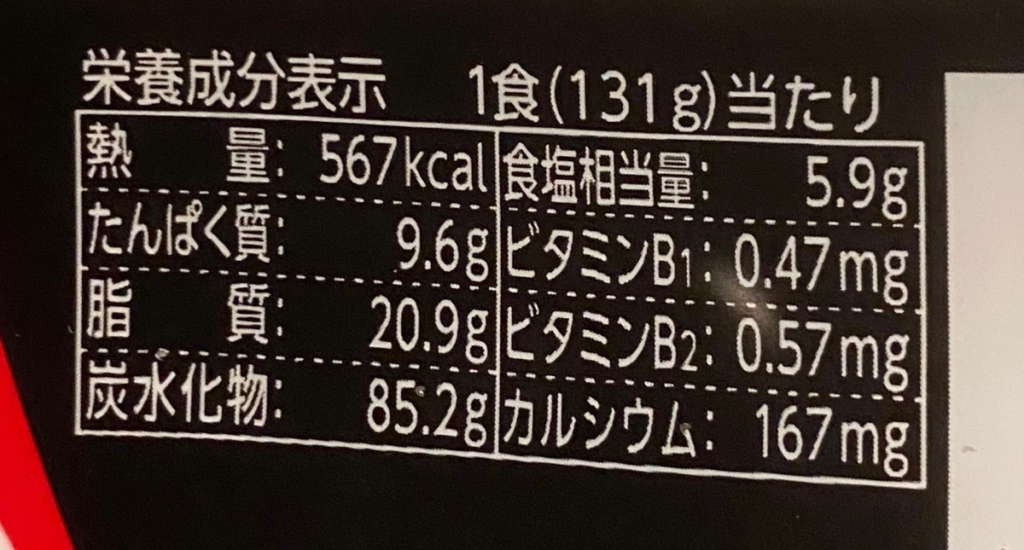 栄養成分表示 1食(131g)当たり
熱量: 567kcal
たんぱく質: 9.6g
脂質: 20.9g
炭水化物: 85.2g
食塩相当量: 5.9g
ビタミンB1: 0.47mg
ビタミンB2: 0.57mg
カルシウム: 167mg